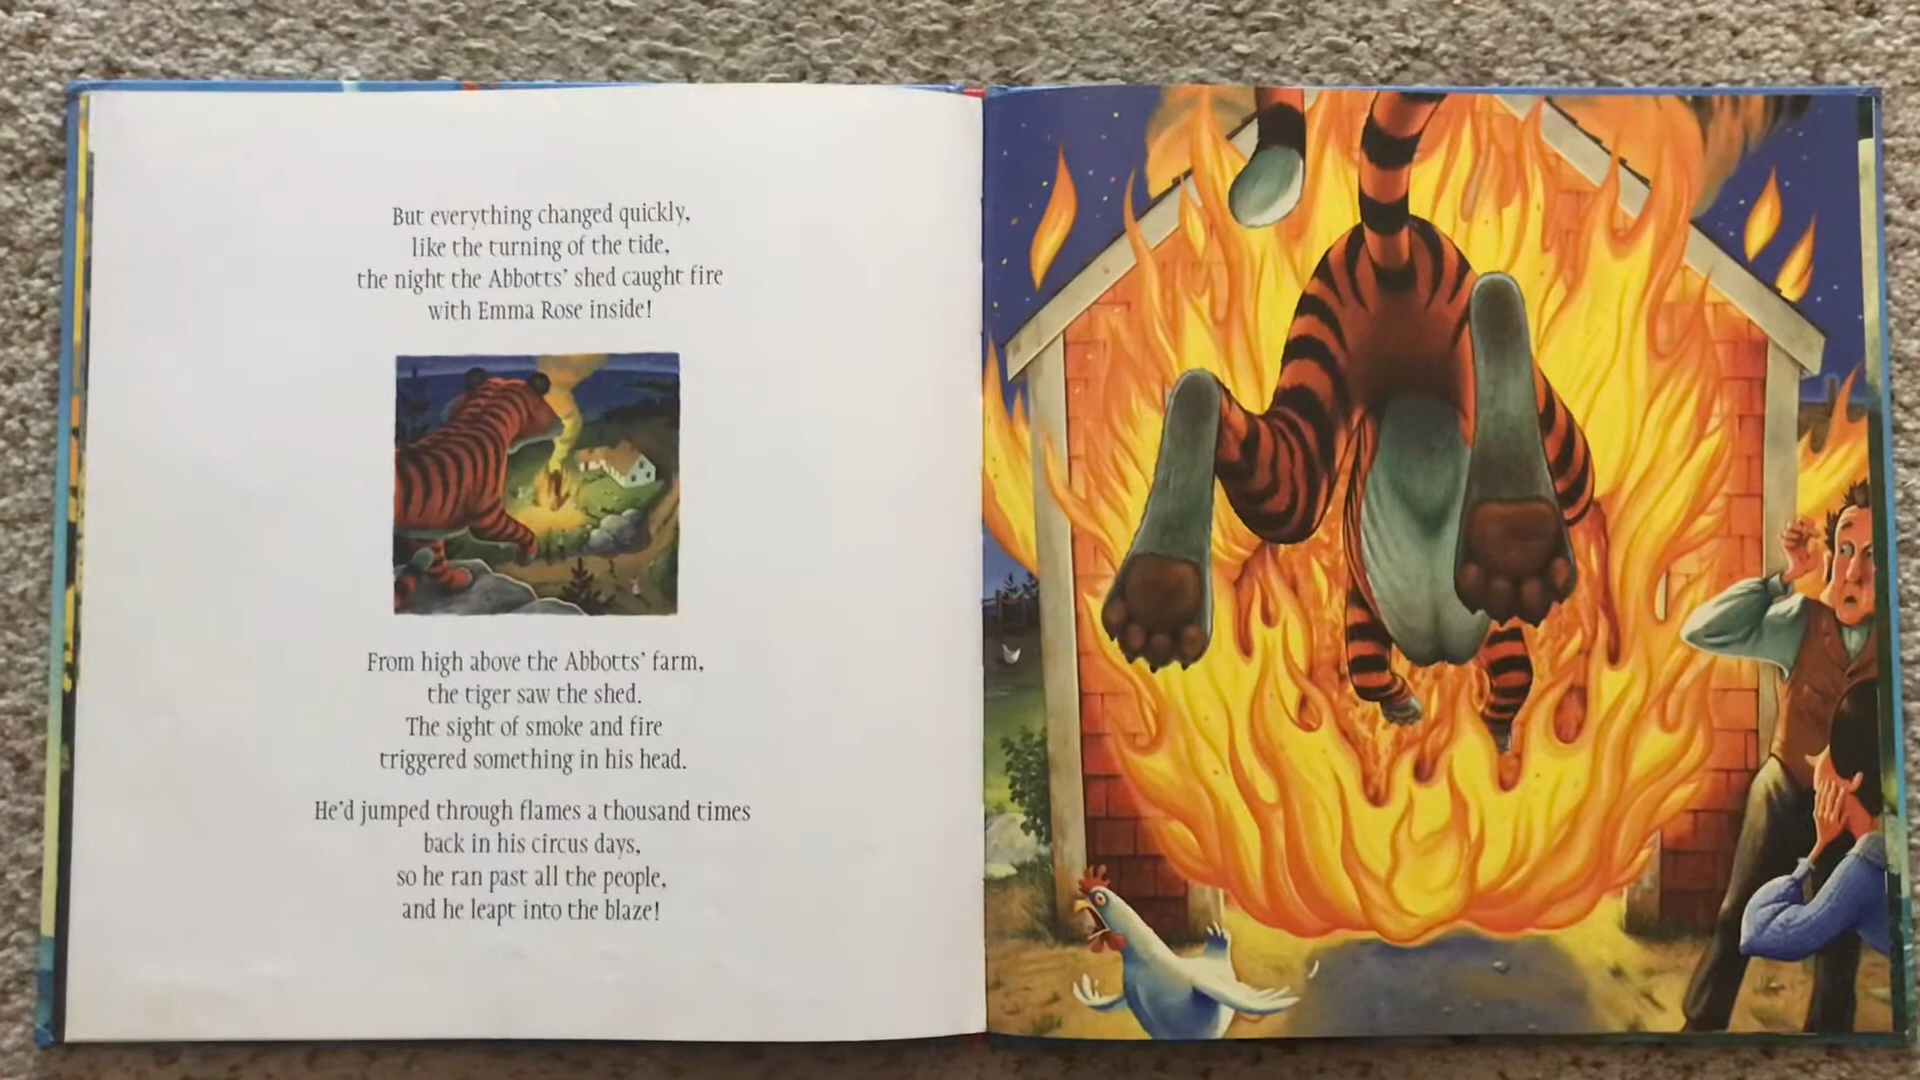 But everything changed quickly,
like the turning of the tide,
the night the Abbotts’ shed caught fire
with Emma Rose inside!
From high above the Abbotts’ farm,
the tiger saw the shed.
The sight of smoke and fire
triggered something in his head.
He’d jumped through flames a thousand times
back in his circus days,
so he ran past all the people,
and he leapt into the blaze!